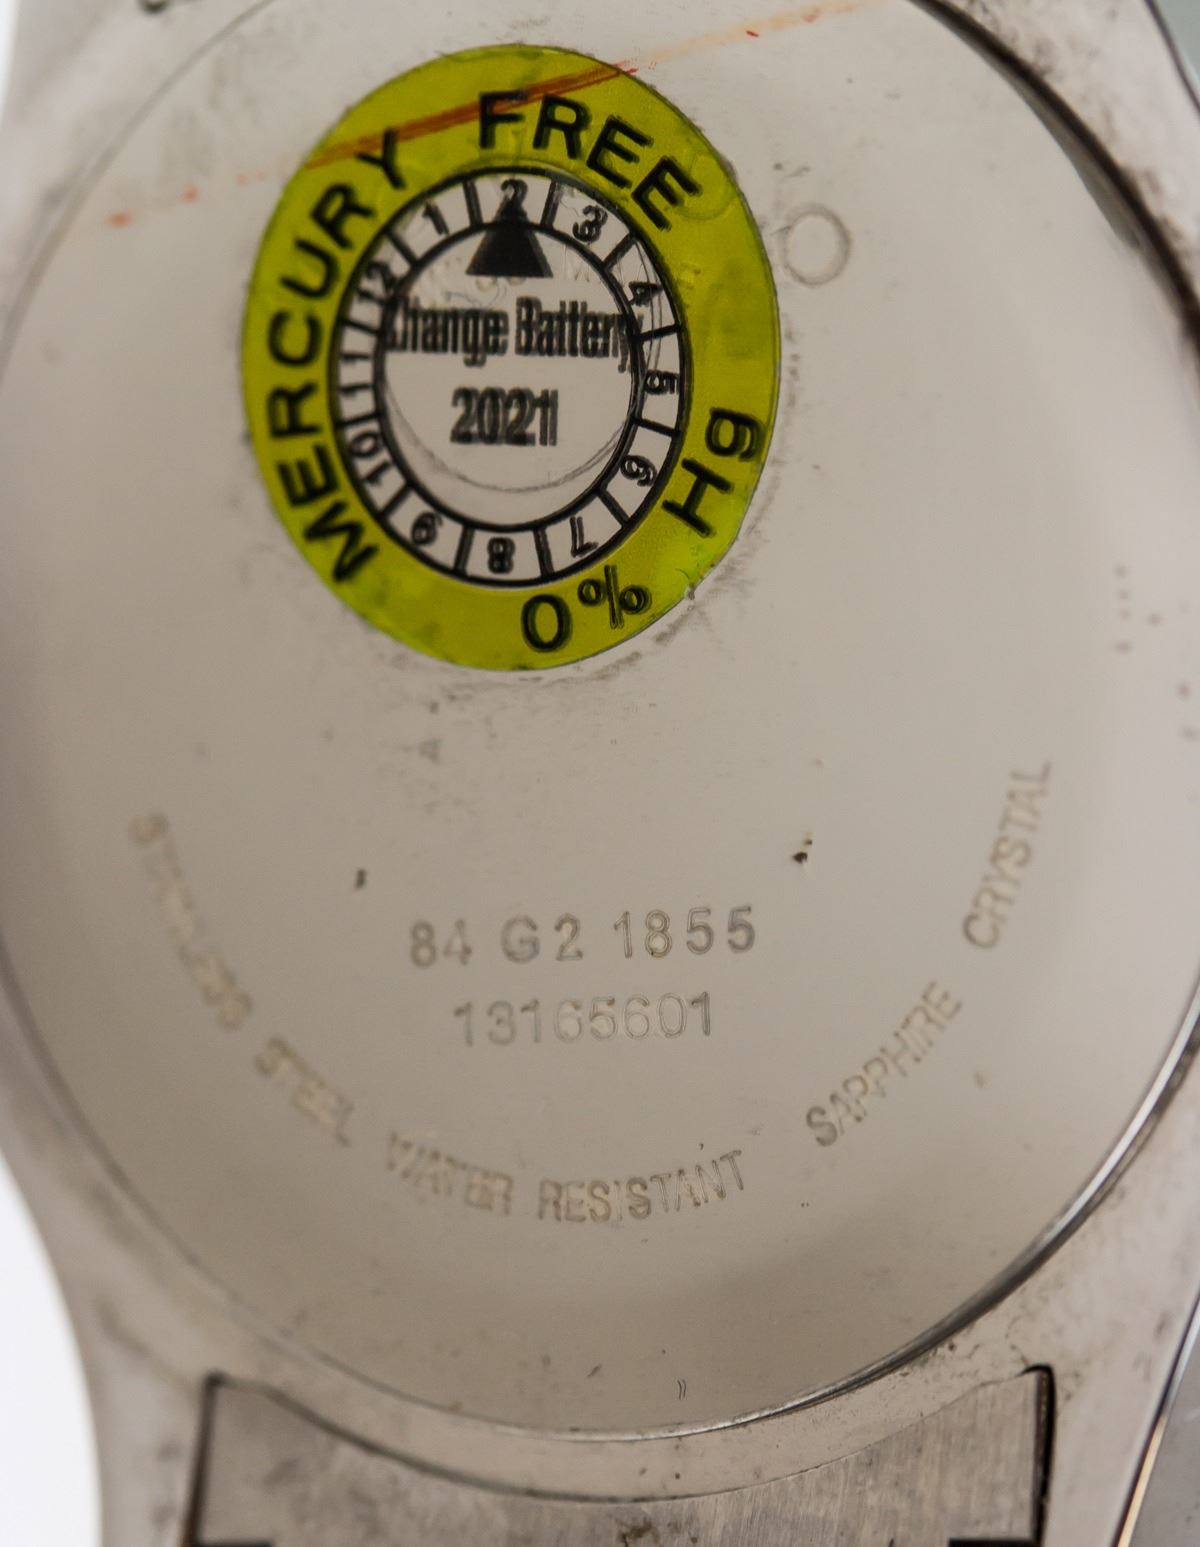 MERCURY FREE
Hg
0%
1 2 3 4 5 6 7 8 9 10 11 12
Change Battery
2021
84 G2 1855
13165601
STAINLESS STEEL WATER RESISTANT SAPPHIRE CRYSTAL